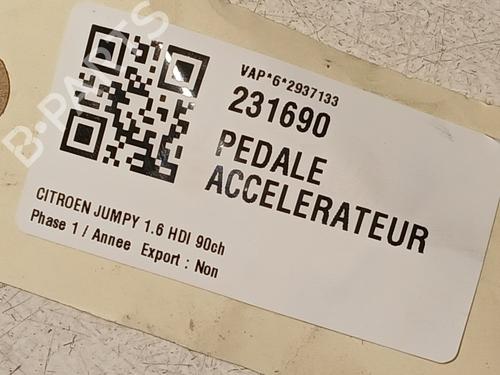 VAP*6*2937133
231690
PEDALE
ACCELERATEUR
CITROEN JUMPY 1.6 HDI 90ch
Phase 1 / Annee Export : Non
B-PARTS